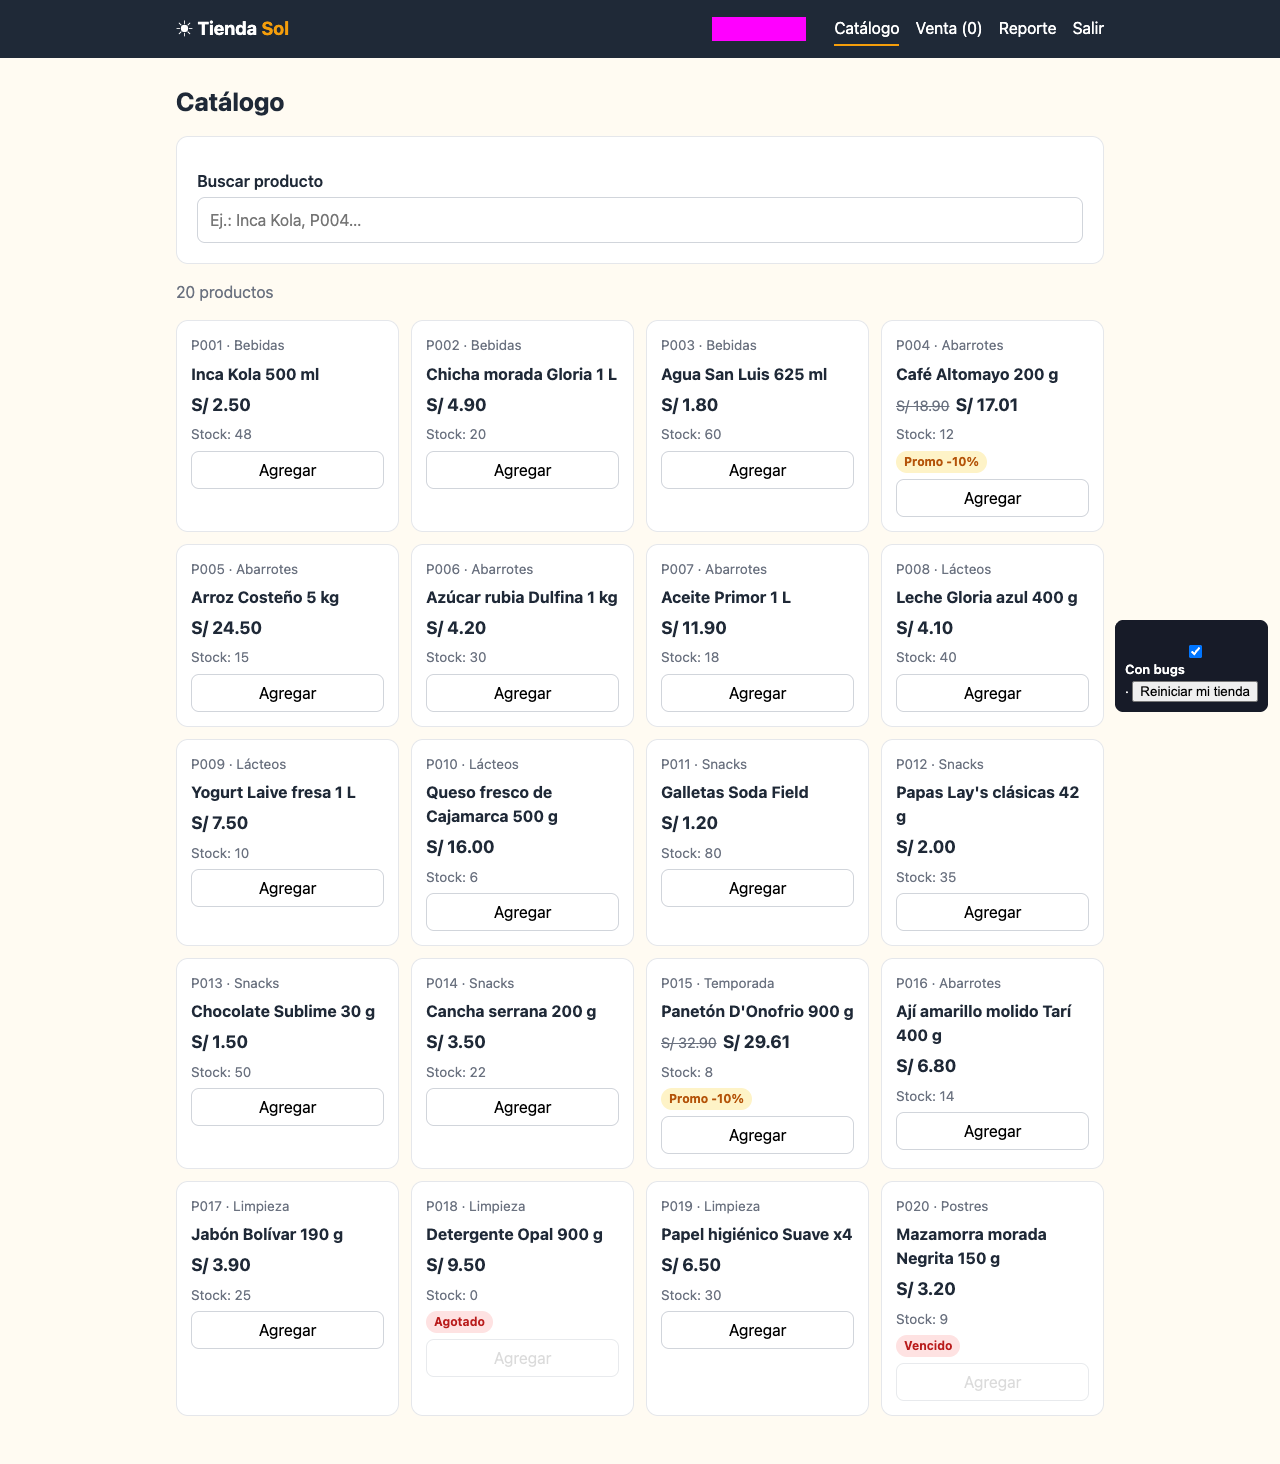 ☀ Tienda Sol
Catálogo Venta (0) Reporte Salir
Catálogo
Buscar producto
Ej.: Inca Kola, P004...
20 productos
P001 · Bebidas
Inca Kola 500 ml
S/ 2.50
Stock: 48
Agregar
P002 · Bebidas
Chicha morada Gloria 1 L
S/ 4.90
Stock: 20
Agregar
P003 · Bebidas
Agua San Luis 625 ml
S/ 1.80
Stock: 60
Agregar
P004 · Abarrotes
Café Altomayo 200 g
S/ 18.90 S/ 17.01
Stock: 12
Promo -10%
Agregar
P005 · Abarrotes
Arroz Costeño 5 kg
S/ 24.50
Stock: 15
Agregar
P006 · Abarrotes
Azúcar rubia Dulfina 1 kg
S/ 4.20
Stock: 30
Agregar
P007 · Abarrotes
Aceite Primor 1 L
S/ 11.90
Stock: 18
Agregar
P008 · Lácteos
Leche Gloria azul 400 g
S/ 4.10
Stock: 40
Agregar
Con bugs
· Reiniciar mi tienda
P009 · Lácteos
Yogurt Laive fresa 1 L
S/ 7.50
Stock: 10
Agregar
P010 · Lácteos
Queso fresco de
Cajamarca 500 g
S/ 16.00
Stock: 6
Agregar
P011 · Snacks
Galletas Soda Field
S/ 1.20
Stock: 80
Agregar
P012 · Snacks
Papas Lay's clásicas 42
g
S/ 2.00
Stock: 35
Agregar
P013 · Snacks
Chocolate Sublime 30 g
S/ 1.50
Stock: 50
Agregar
P014 · Snacks
Cancha serrana 200 g
S/ 3.50
Stock: 22
Agregar
P015 · Temporada
Panetón D'Onofrio 900 g
S/ 32.90 S/ 29.61
Stock: 8
Promo -10%
Agregar
P016 · Abarrotes
Ají amarillo molido Tarí
400 g
S/ 6.80
Stock: 14
Agregar
P017 · Limpieza
Jabón Bolívar 190 g
S/ 3.90
Stock: 25
Agregar
P018 · Limpieza
Detergente Opal 900 g
S/ 9.50
Stock: 0
Agotado
Agregar
P019 · Limpieza
Papel higiénico Suave x4
S/ 6.50
Stock: 30
Agregar
P020 · Postres
Mazamorra morada
Negrita 150 g
S/ 3.20
Stock: 9
Vencido
Agregar